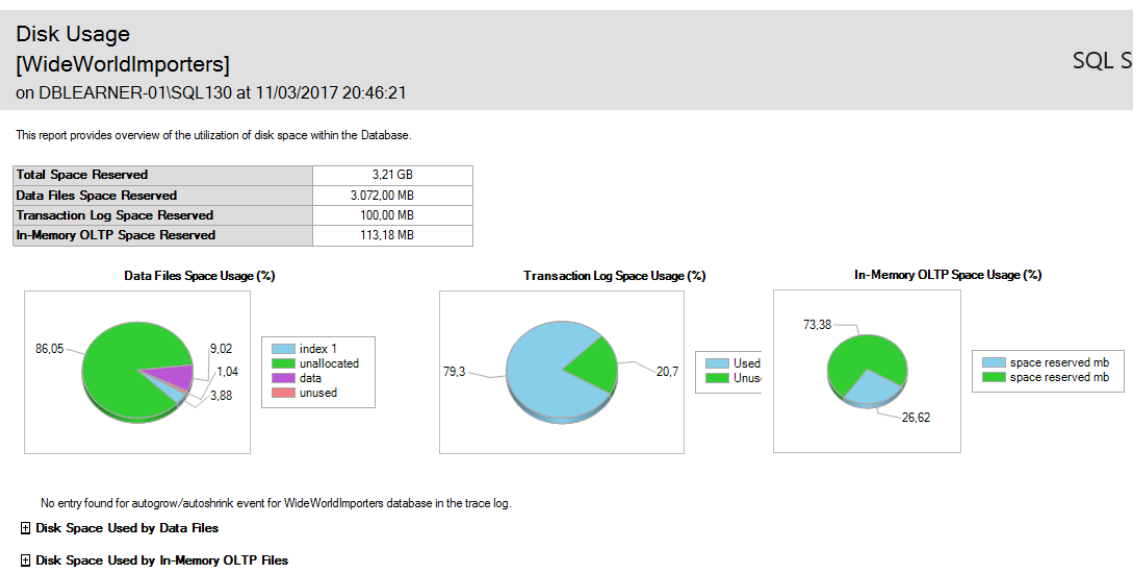 Disk Usage
[WideWorldImporters]
SQL S
on DBLEARNER-01\SQL130 at 11/03/2017 20:46:21
This report provides overview of the utilization of disk space within the Database.
Total Space Reserved 3,21 GB
Data Files Space Reserved 3.072,00 MB
Transaction Log Space Reserved 100,00 MB
In-Memory OLTP Space Reserved 113,18 MB
Data Files Space Usage (%)
86,05
9,02
1,04
3,88
index 1
unallocated
data
unused
Transaction Log Space Usage (%)
79,3
20,7
Used
Unus
In-Memory OLTP Space Usage (%)
73,38
26,62
space reserved mb
space reserved mb
No entry found for autogrow/autoshrink event for WideWorldImporters database in the trace log.
Disk Space Used by Data Files
Disk Space Used by In-Memory OLTP Files